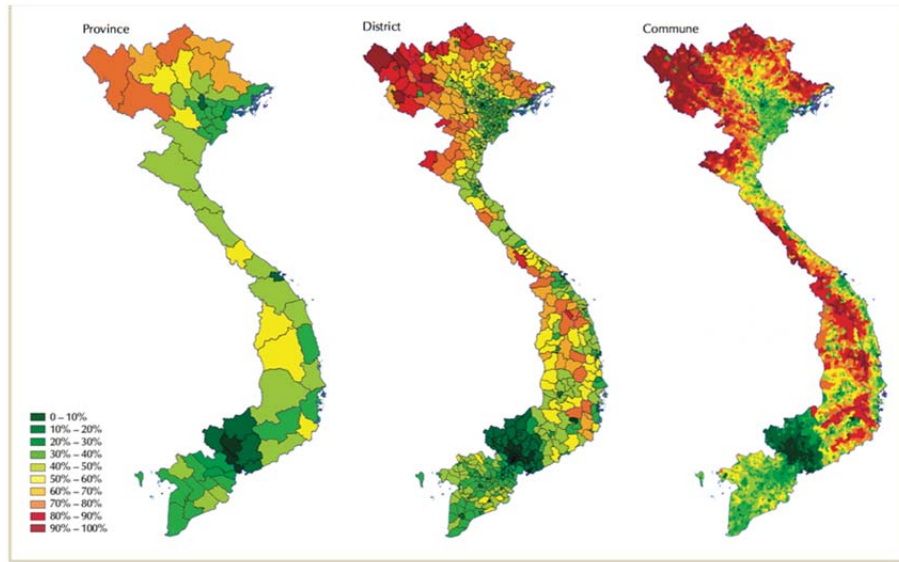 Province
District
Commune
0 – 10%
10% – 20%
20% – 30%
30% – 40%
40% – 50%
50% – 60%
60% – 70%
70% – 80%
80% – 90%
90% – 100%